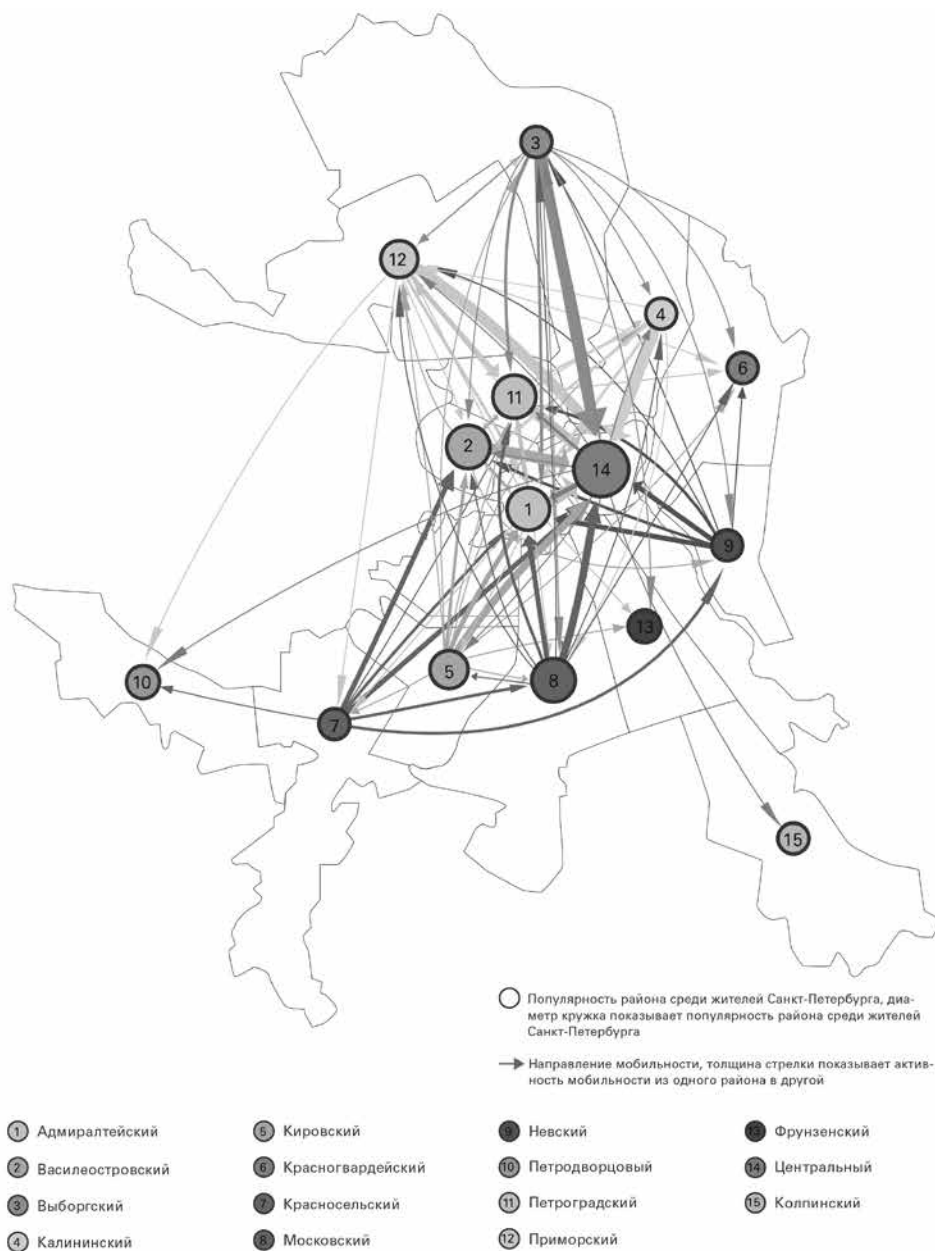 3
12
4
6
11
2
14
1
9
13
5
8
10
7
15
Популярность района среди жителей Санкт-Петербурга, диа-
метр кружка показывает популярность района среди жителей
Санкт-Петербурга
Направление мобильности, толщина стрелки показывает актив-
ность мобильности из одного района в другой
1 Адмиралтейский
2 Василеостровский
3 Выборгский
4 Калининский
5 Кировский
6 Красногвардейский
7 Красносельский
8 Московский
9 Невский
10 Петродворцовый
11 Петроградский
12 Приморский
13 Фрунзенский
14 Центральный
15 Колпинский